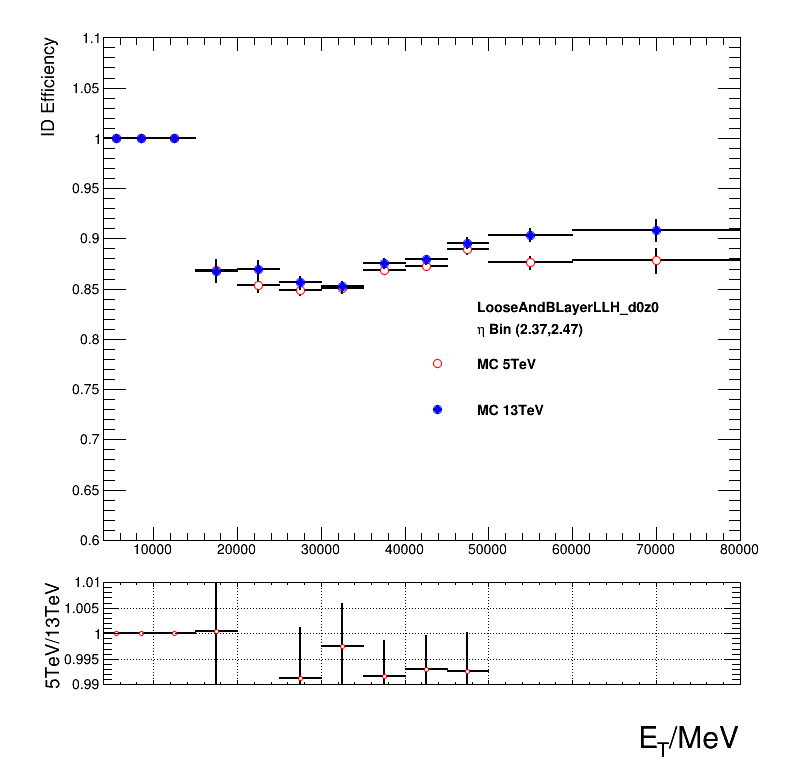 ID Efficiency
1.1
1.05
1
0.95
0.9
0.85
0.8
0.75
0.7
0.65
0.6
LooseAndBLayerLLH_d0z0
η Bin (2.37,2.47)
MC 5TeV
MC 13TeV
10000 20000 30000 40000 50000 60000 70000 80000
5TeV/13TeV
1.01
1.005
1
0.995
0.99
E_T/MeV